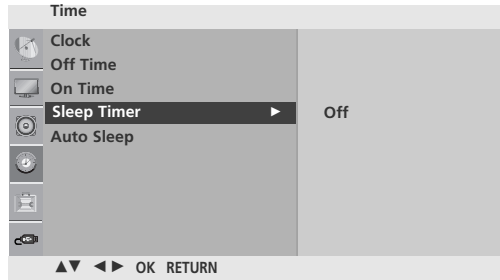 Time
Clock
Off Time
On Time
Sleep Timer ► Off
Auto Sleep
▲▼ ◄► OK RETURN